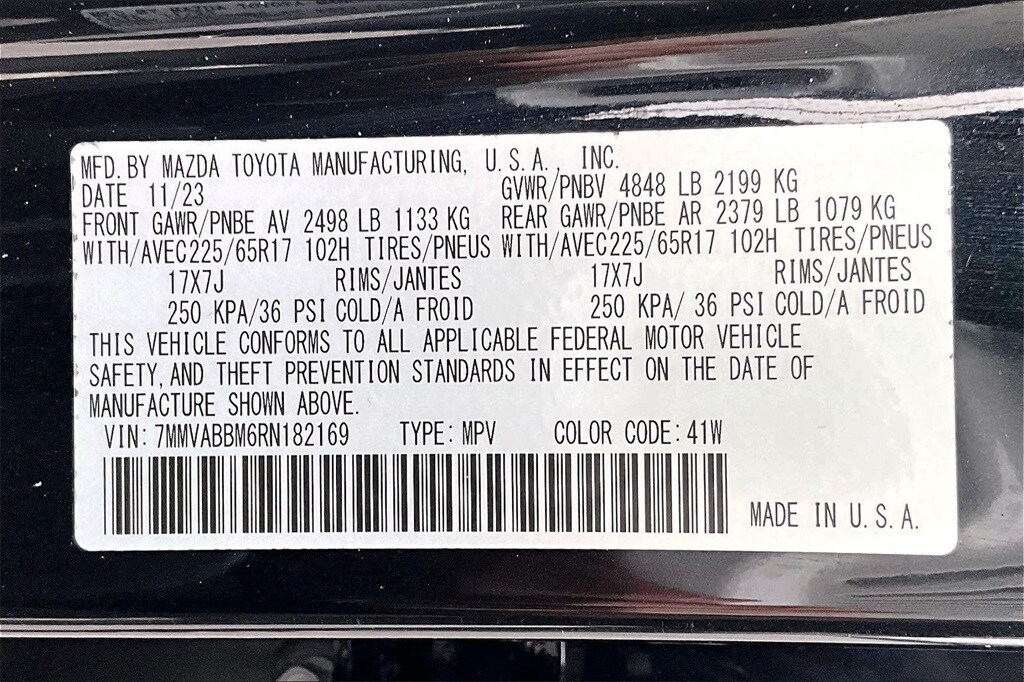 MFD. BY MAZDA TOYOTA MANUFACTURING, U.S.A., INC.
DATE 11/23 GVWR/PNBV 4848 LB 2199 KG
FRONT GAWR/PNBE AV 2498 LB 1133 KG REAR GAWR/PNBE AR 2379 LB 1079 KG
WITH/AVEC225/65R17 102H TIRES/PNEUS WITH/AVEC225/65R17 102H TIRES/PNEUS
17X7J RIMS/JANTES 17X7J RIMS/JANTES
250 KPA/36 PSI COLD/A FROID 250 KPA/ 36 PSI COLD/A FROID
THIS VEHICLE CONFORMS TO ALL APPLICABLE FEDERAL MOTOR VEHICLE
SAFETY, AND THEFT PREVENTION STANDARDS IN EFFECT ON THE DATE OF
MANUFACTURE SHOWN ABOVE.
VIN: 7MMVABBM6RN182169 TYPE: MPV COLOR CODE: 41W
MADE IN U.S.A.